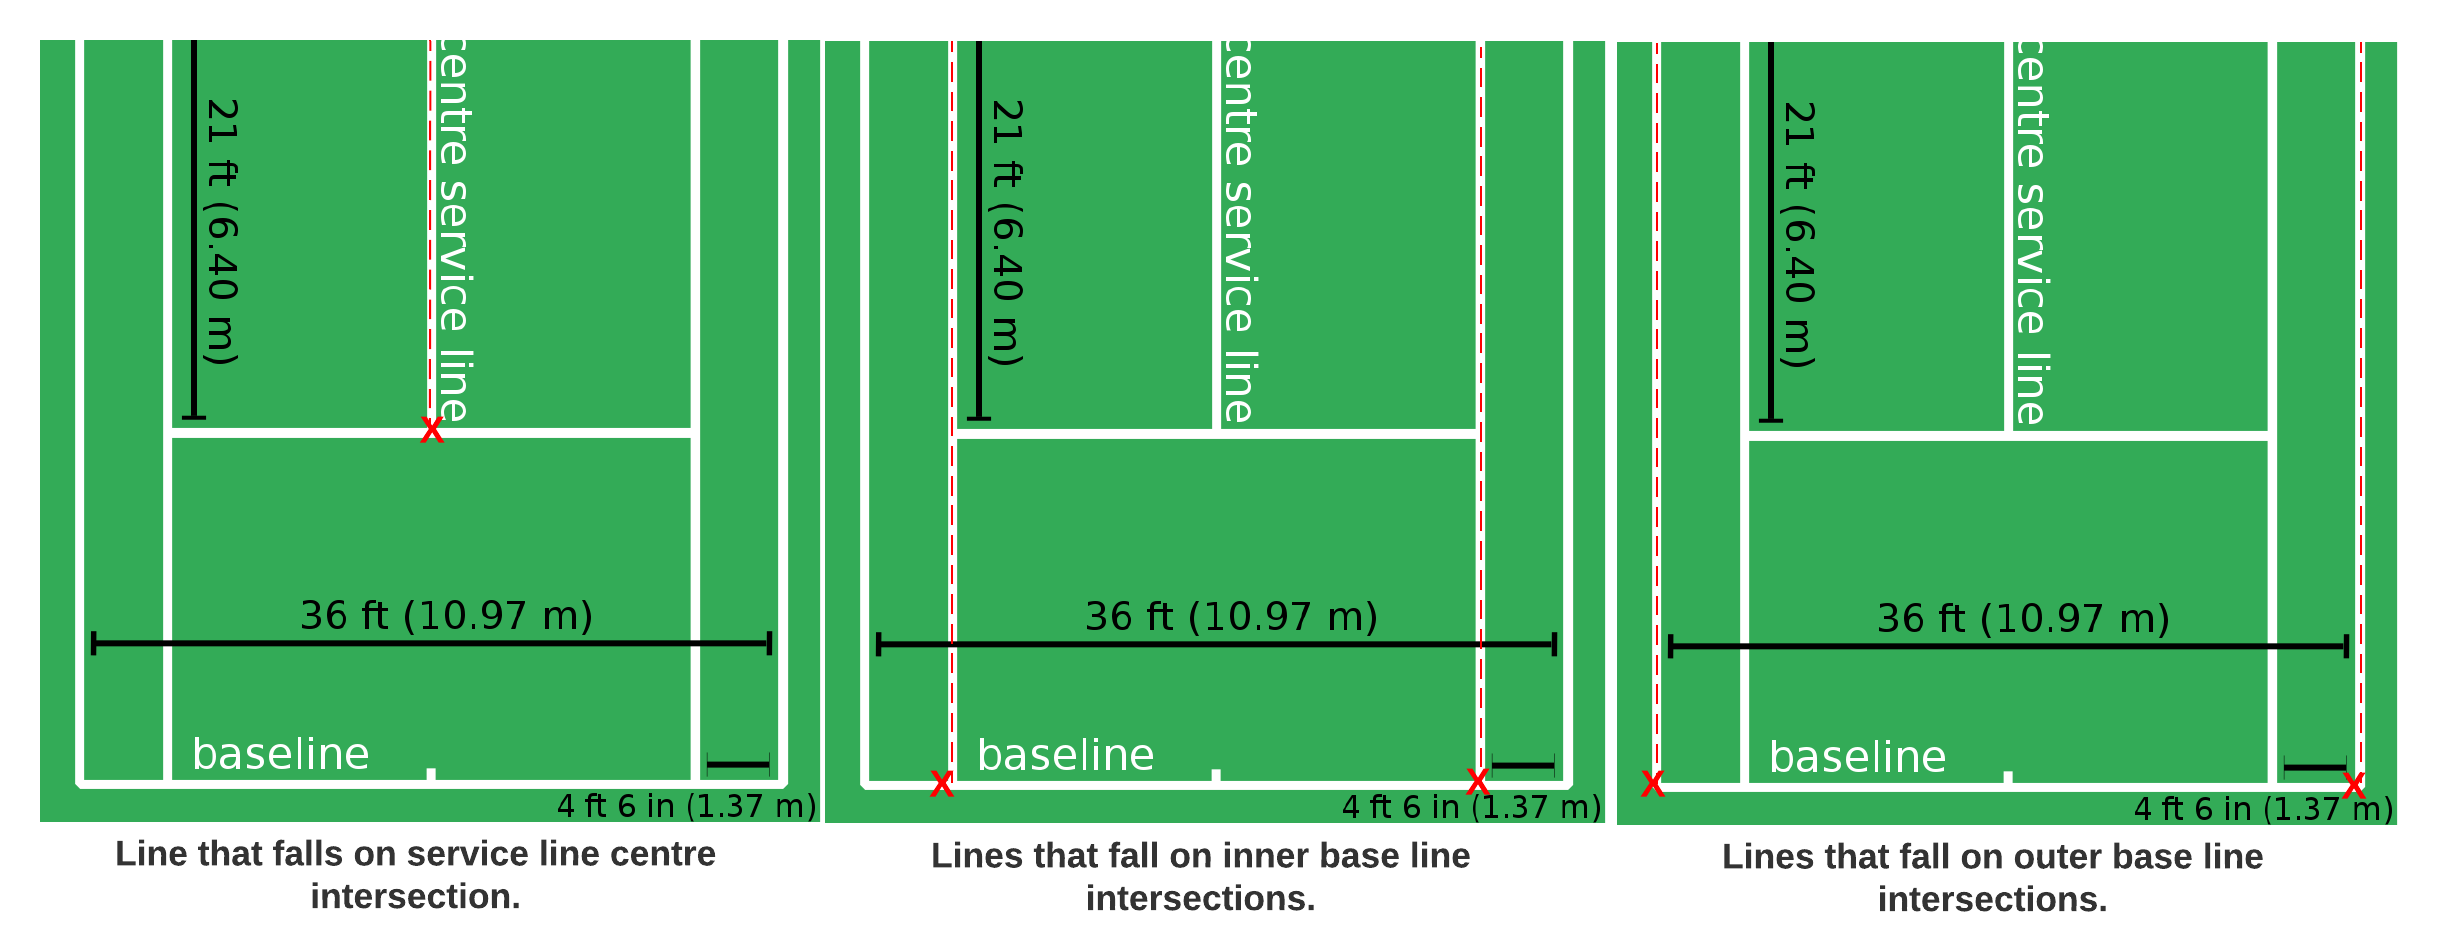 centre service line
21 ft (6.40 m)
36 ft (10.97 m)
baseline
4 ft 6 in (1.37 m)
X
Line that falls on service line centre
intersection.
centre service line
21 ft (6.40 m)
36 ft (10.97 m)
baseline
4 ft 6 in (1.37 m)
X
X
Lines that fall on inner base line
intersections.
centre service line
21 ft (6.40 m)
36 ft (10.97 m)
baseline
4 ft 6 in (1.37 m)
X
X
Lines that fall on outer base line
intersections.